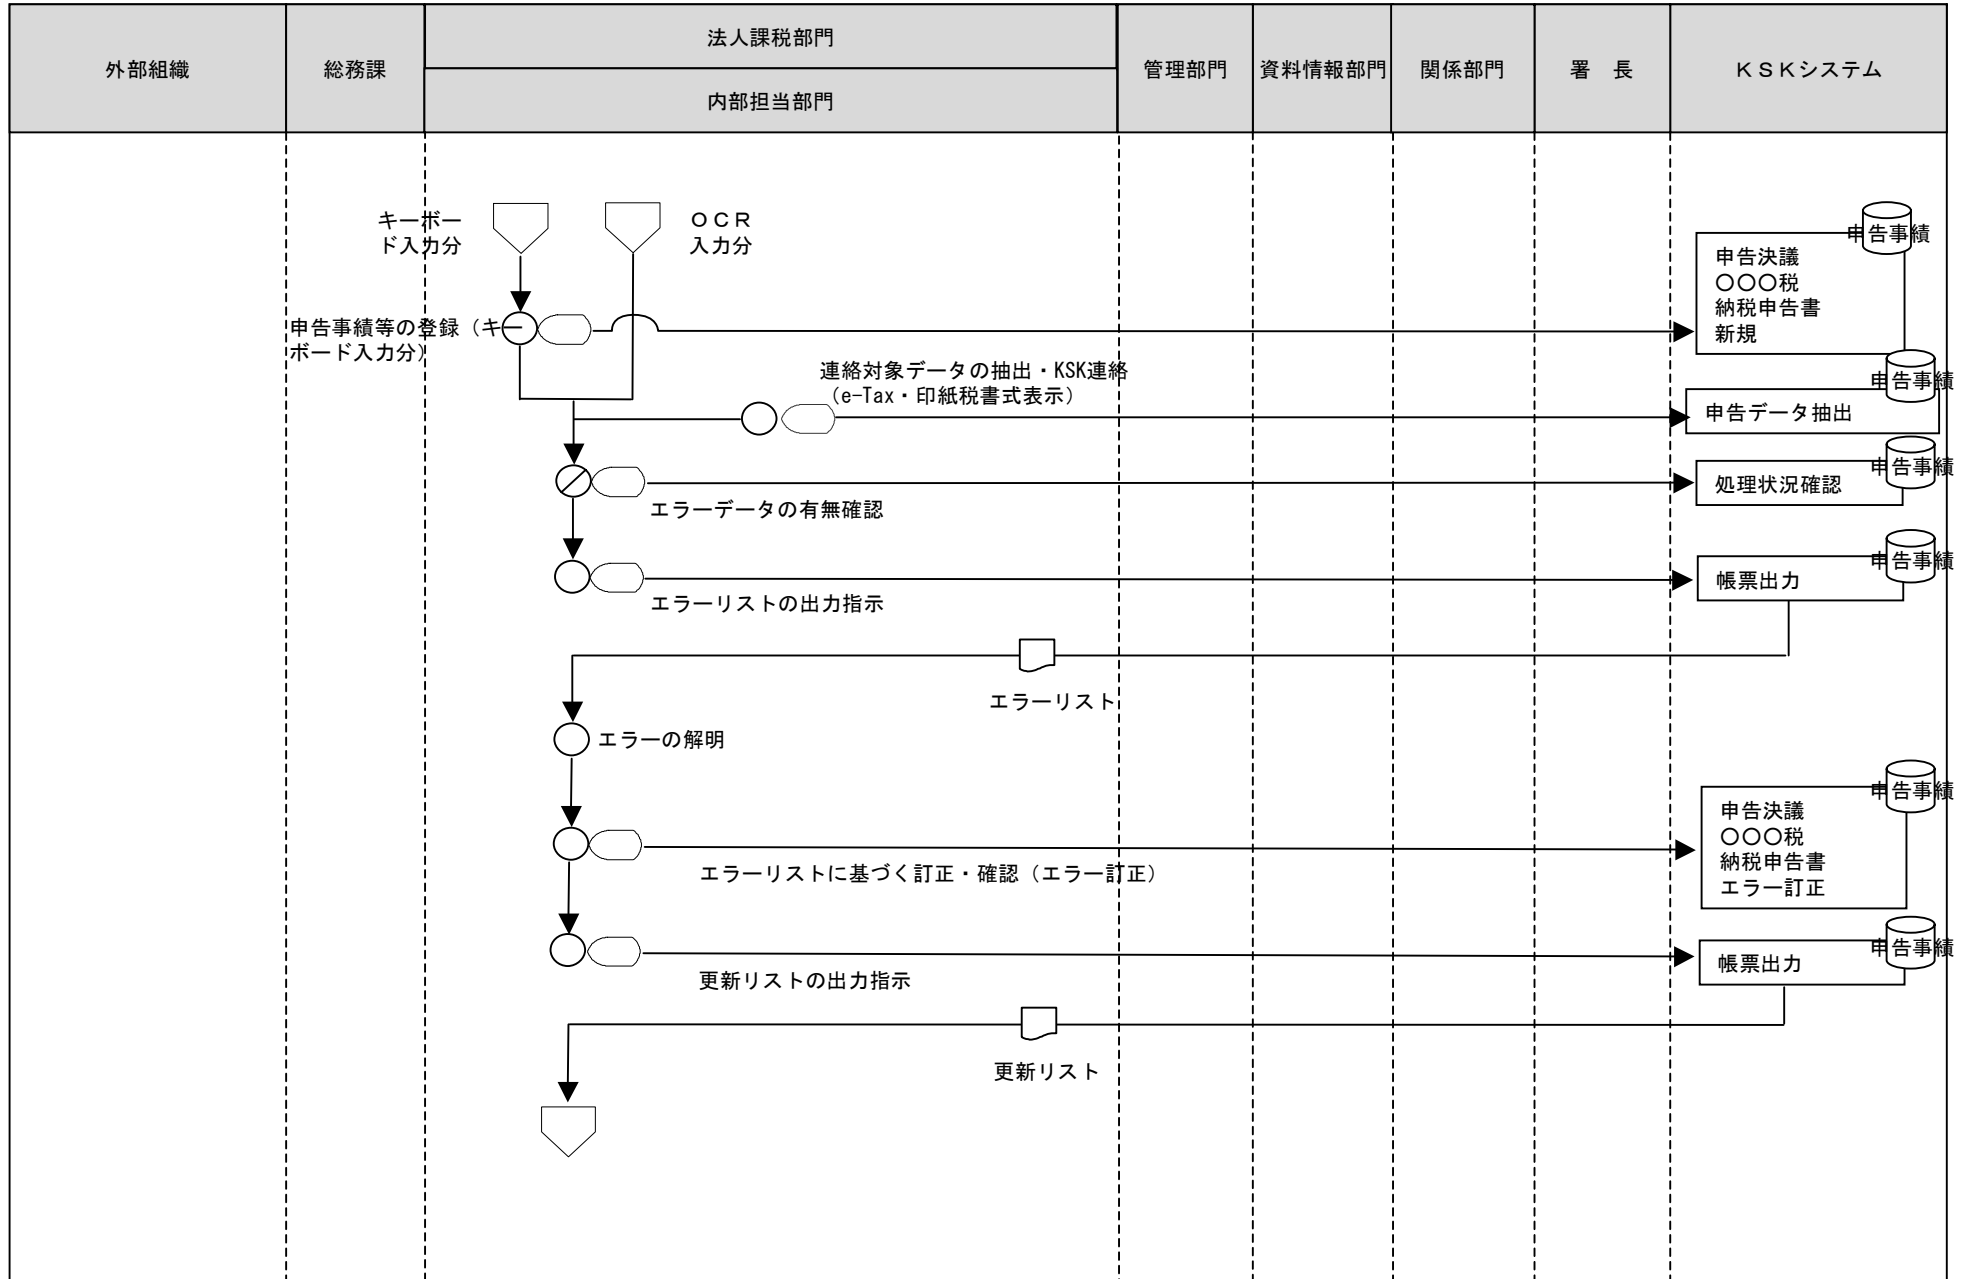 外部組織
総務課
法人課税部門
内部担当部門
管理部門
資料情報部門
関係部門
署　長
ＫＳＫシステム
キーボー
ド入力分
ＯＣＲ
入力分
申告事績
申告決議
〇〇〇税
納税申告書
新規
申告事績等の登録（キー
ボード入力分）
連絡対象データの抽出・KSK連絡
（e-Tax・印紙税書式表示）
申告事績
申告データ抽出
申告事績
処理状況確認
エラーデータの有無確認
申告事績
帳票出力
エラーリストの出力指示
エラーリスト
エラーの解明
申告事績
申告決議
〇〇〇税
納税申告書
エラー訂正
エラーリストに基づく訂正・確認（エラー訂正）
申告事績
帳票出力
更新リストの出力指示
更新リスト